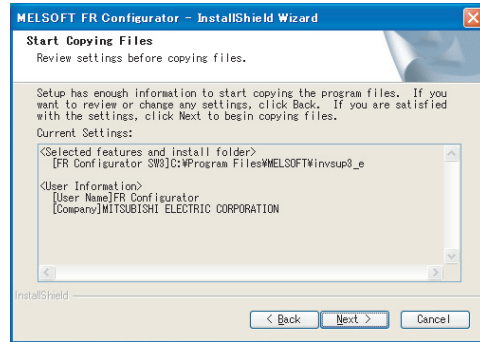 MELSOFT FR Configurator - InstallShield Wizard
Start Copying Files
Review settings before copying files.
Setup has enough information to start copying the program files. If you
want to review or change any settings, click Back. If you are satisfied
with the settings, click Next to begin copying files.
Current Settings:
<Selected features and install folder>
[FR Configurator SW3]C:¥Program Files¥MELSOFT¥invsup3_e
<User Information>
[User Name]FR Configurator
[Company]MITSUBISHI ELECTRIC CORPORATION
InstallShield
< Back Next > Cancel